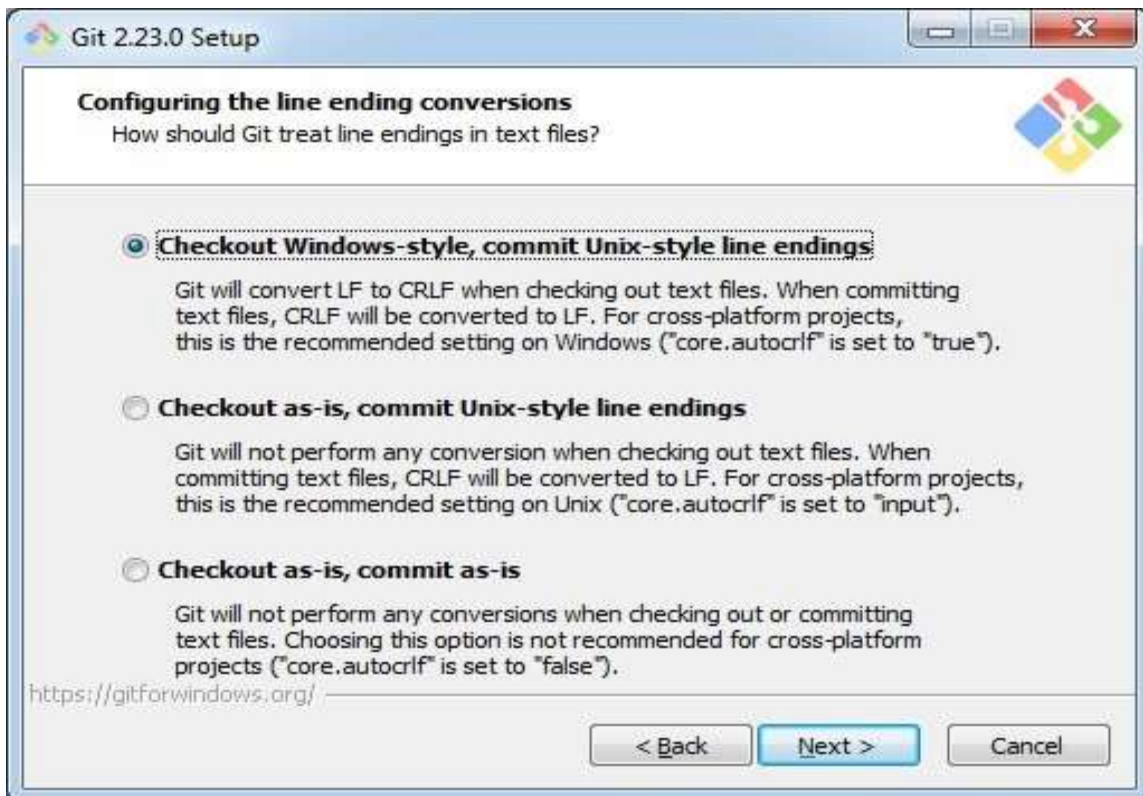 Git 2.23.0 Setup
Configuring the line ending conversions
How should Git treat line endings in text files?
Checkout Windows-style, commit Unix-style line endings
Git will convert LF to CRLF when checking out text files. When committing
text files, CRLF will be converted to LF. For cross-platform projects,
this is the recommended setting on Windows ("core.autocrlf" is set to "true").
Checkout as-is, commit Unix-style line endings
Git will not perform any conversion when checking out text files. When
committing text files, CRLF will be converted to LF. For cross-platform projects,
this is the recommended setting on Unix ("core.autocrlf" is set to "input").
Checkout as-is, commit as-is
Git will not perform any conversions when checking out or committing
text files. Choosing this option is not recommended for cross-platform
projects ("core.autocrlf" is set to "false").
https://gitforwindows.org/
< Back Next > Cancel